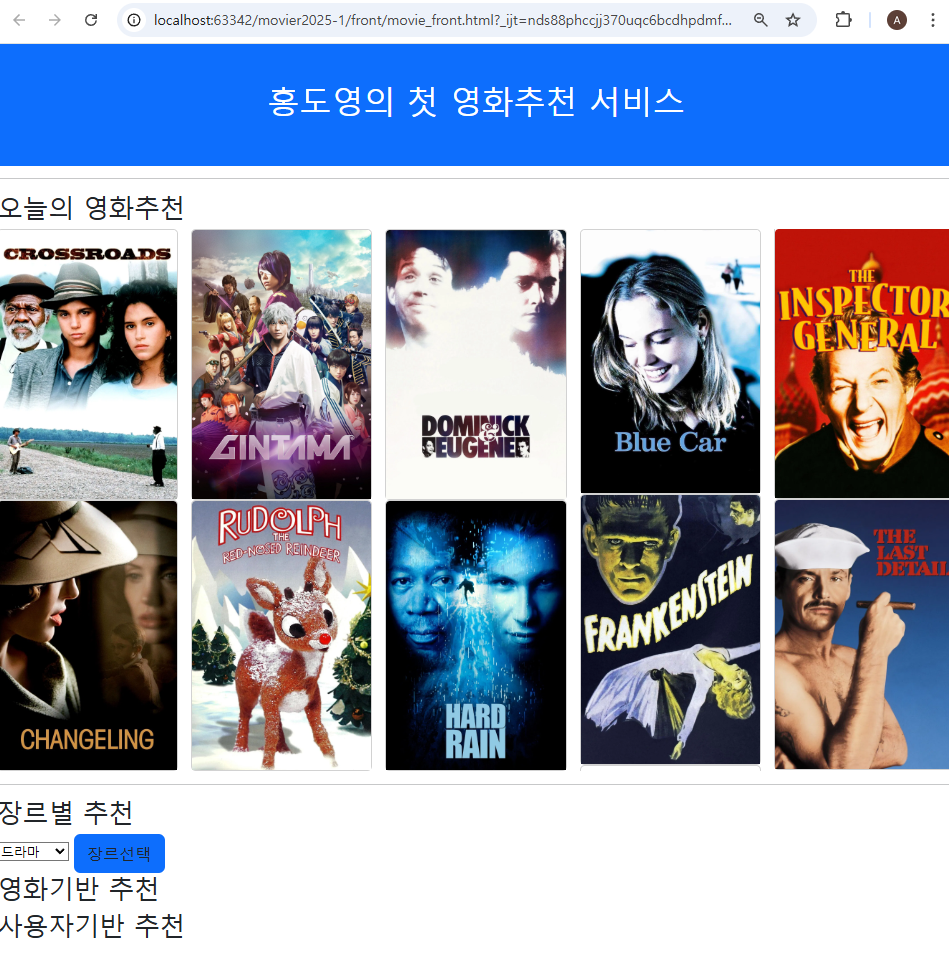 localhost:63342/movier2025-1/front/movie_front.html?_ijt=nds88phccjj370uqc6bcdhpdmf...
A
홍도영의 첫 영화추천 서비스
오늘의 영화추천
CROSSROADS
GINTAMA
DOMINICK
& EUGENE
Blue Car
THE
INSPECTOR
GENERAL
CHANGELING
RUDOLPH
THE
RED-NOSED REINDEER
HARD
RAIN
FRANKENSTEIN
THE
LAST
DETAIL
장르별 추천
드라마
장르선택
영화기반 추천
사용자기반 추천